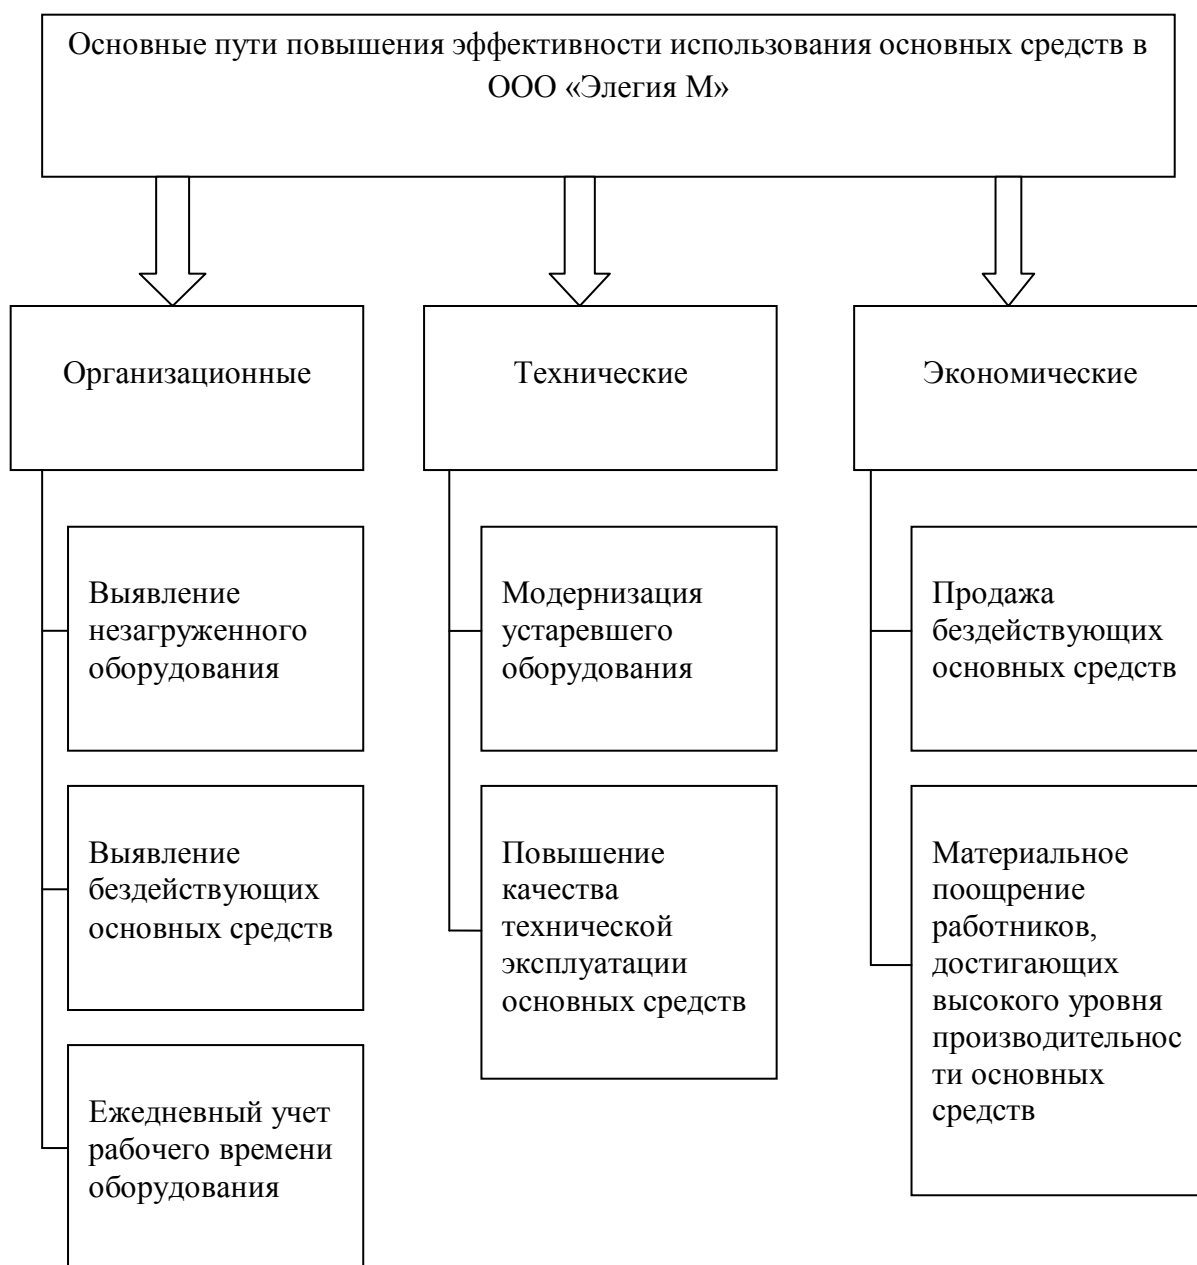 Основные пути повышения эффективности использования основных средств в
ООО «Элегия М»
Организационные
Технические
Экономические
Выявление
незагруженного
оборудования
Выявление
бездействующих
основных средств
Ежедневный учет
рабочего времени
оборудования
Модернизация
устаревшего
оборудования
Повышение
качества
технической
эксплуатации
основных средств
Продажа
бездействующих
основных средств
Материальное
поощрение
работников,
достигающих
высокого уровня
производительнос
ти основных
средств